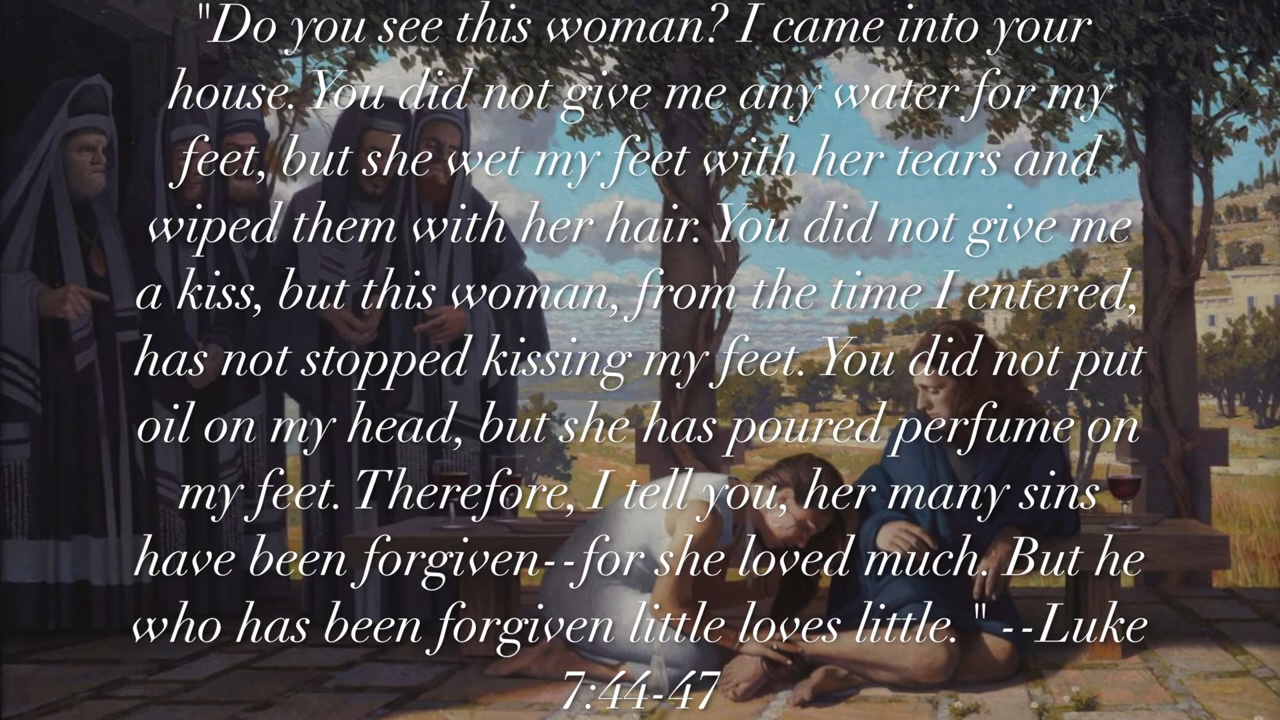 "Do you see this woman? I came into your
house. You did not give me any water for my
feet, but she wet my feet with her tears and
wiped them with her hair. You did not give me
a kiss, but this woman, from the time I entered,
has not stopped kissing my feet. You did not put
oil on my head, but she has poured perfume on
my feet. Therefore, I tell you, her many sins
have been forgiven--for she loved much. But he
who has been forgiven little loves little. " --Luke
7:44-47